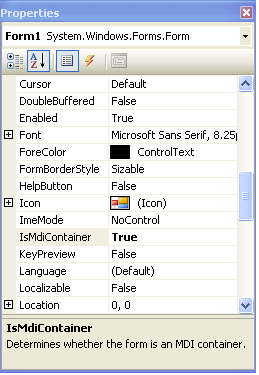 Properties
Form1 System.Windows.Forms.Form
Cursor Default
DoubleBuffered False
Enabled True
Font Microsoft Sans Serif, 8.25p
ForeColor ControlText
FormBorderStyle Sizable
HelpButton False
Icon (Icon)
ImeMode NoControl
IsMdiContainer True
KeyPreview False
Language (Default)
Localizable False
Location 0, 0
IsMdiContainer
Determines whether the form is an MDI container.